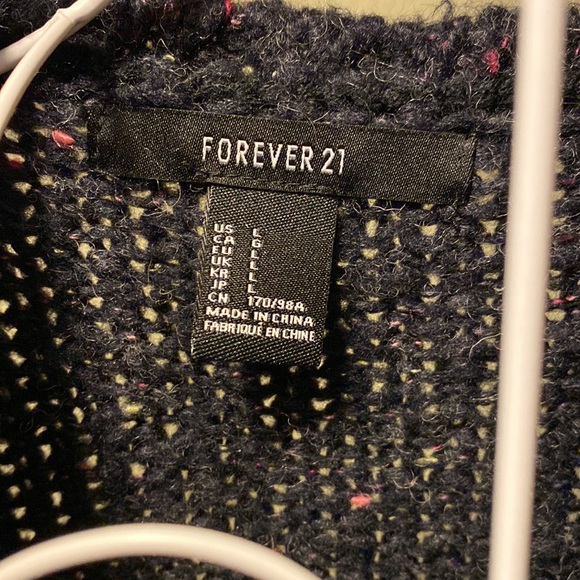 FOREVER 21
US L
CA G
EU L
UK L
KR L
JP L
CN 170/98A
MADE IN CHINA
FABRIQUÉ EN CHINE